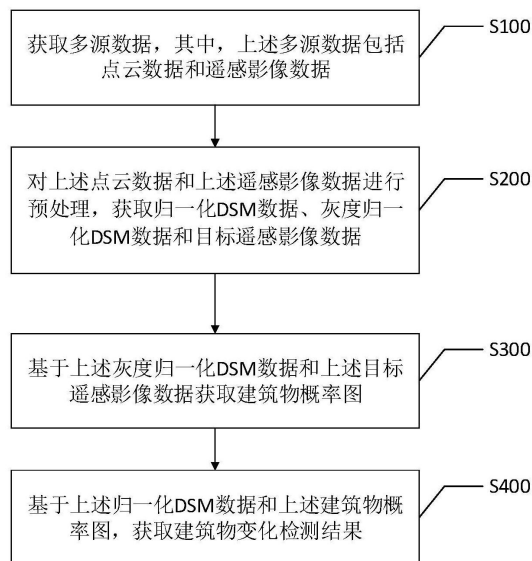 获取多源数据，其中，上述多源数据包括
点云数据和遥感影像数据
S100
对上述点云数据和上述遥感影像数据进行
预处理，获取归一化DSM数据、灰度归一
化DSM数据和目标遥感影像数据
S200
基于上述灰度归一化DSM数据和上述目标
遥感影像数据获取建筑物概率图
S300
基于上述归一化DSM数据和上述建筑物概
率图，获取建筑物变化检测结果
S400